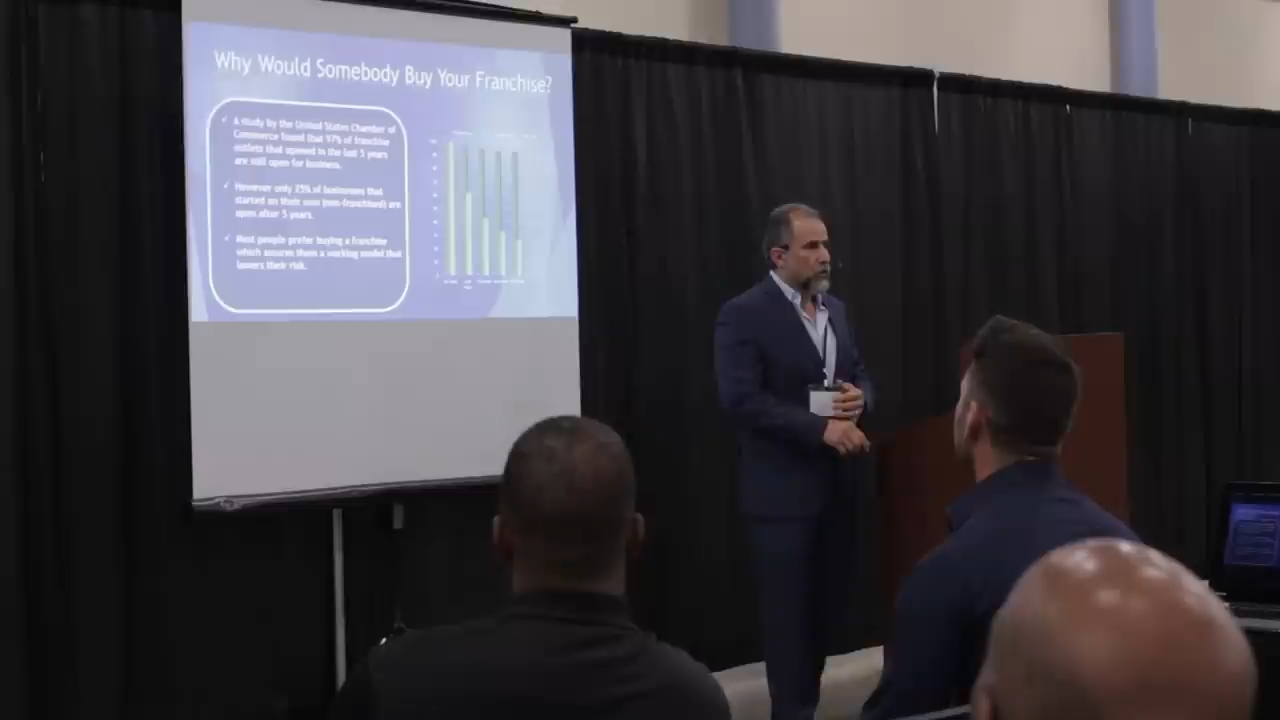 Why Would Somebody Buy Your Franchise?
✓ A study by the United States Chamber of
Commerce found that 97% of franchise
outlets that opened in the last 5 years
are still open for business.
✓ However only 25% of businesses that
started on their own (non-franchised) are
open after 5 years.
✓ Most people prefer buying a franchise
which assures them a working model that
lowers their risk.